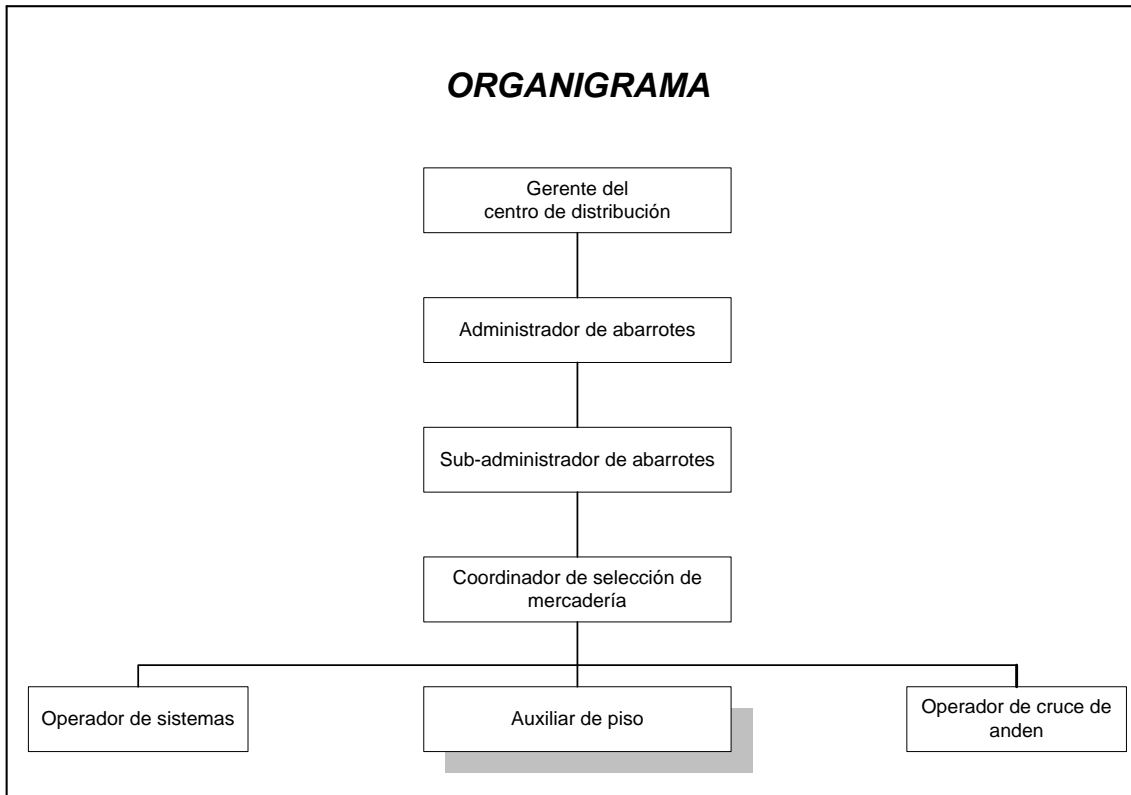 ORGANIGRAMA
Gerente del
centro de distribución
Administrador de abarrotes
Sub-administrador de abarrotes
Coordinador de selección de
mercadería
Operador de sistemas
Auxiliar de piso
Operador de cruce de
anden